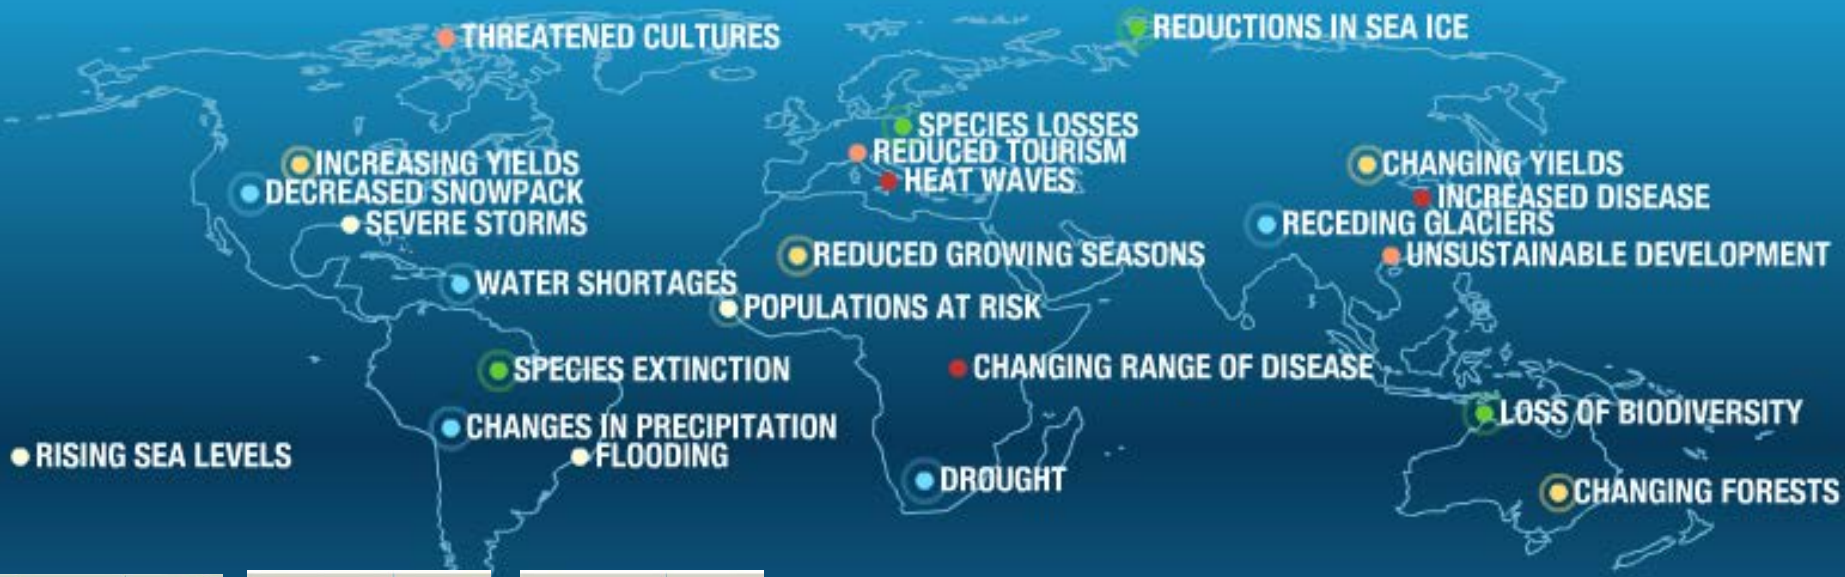 REDUCTIONS IN SEA ICE
THREATENED CULTURES
SPECIES LOSSES
REDUCED TOURISM
INCREASING YIELDS
CHANGING YIELDS
HEAT WAVES
DECREASED SNOWPACK
INCREASED DISEASE
SEVERE STORMS
RECEDING GLACIERS
REDUCED GROWING SEASONS
UNSUSTAINABLE DEVELOPMENT
WATER SHORTAGES
POPULATIONS AT RISK
SPECIES EXTINCTION
CHANGING RANGE OF DISEASE
LOSS OF BIODIVERSITY
CHANGES IN PRECIPITATION
RISING SEA LEVELS
FLOODING
DROUGHT
CHANGING FORESTS